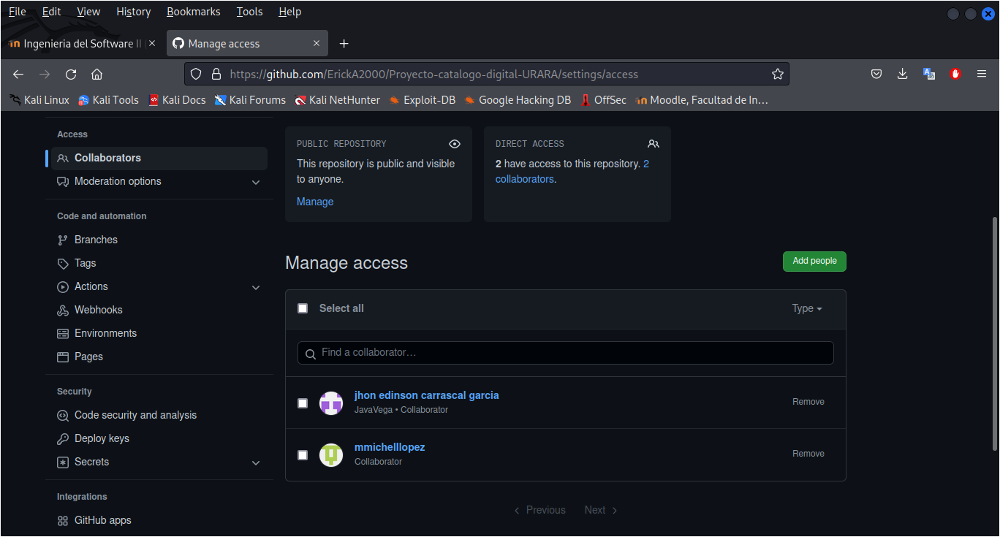 File Edit View History Bookmarks Tools Help
Ingenieria del Software II (
Manage access
https://github.com/ErickA2000/Proyecto-catalogo-digital-URARA/settings/access
Kali Linux Kali Tools Kali Docs Kali Forums Kali NetHunter Exploit-DB Google Hacking DB OffSec Moodle, Facultad de In…
Access
Collaborators
Moderation options
Code and automation
Branches
Tags
Actions
Webhooks
Environments
Pages
Security
Code security and analysis
Deploy keys
Secrets
Integrations
GitHub apps
PUBLIC REPOSITORY
This repository is public and visible
to anyone.
Manage
DIRECT ACCESS
2 have access to this repository. 2
collaborators.
Manage access
Add people
Select all
Type
Find a collaborator…
jhon edinson carrascal garcia
JavaVega • Collaborator
Remove
mmichelllopez
Collaborator
Remove
Previous Next